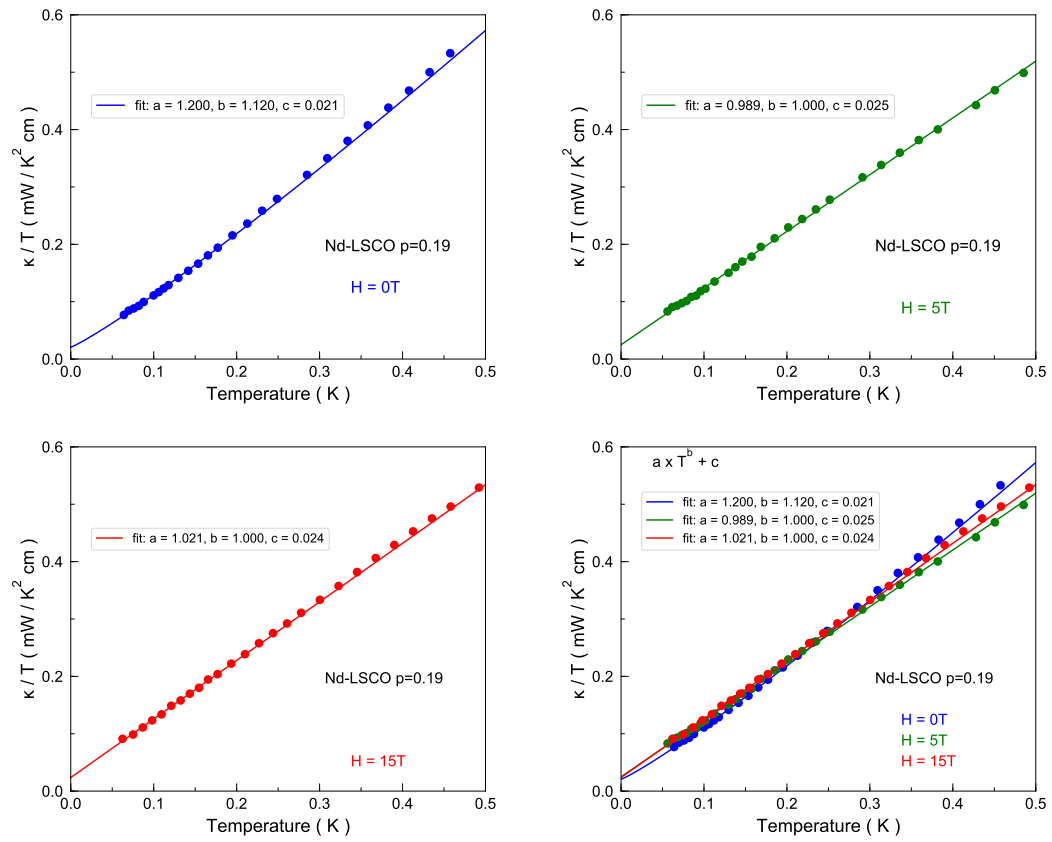 0.6
0.4
0.2
0.0
κ / T ( mW / K² cm )
fit: a = 1.200, b = 1.120, c = 0.021
Nd-LSCO p=0.19
H = 0T
0.0 0.1 0.2 0.3 0.4 0.5
Temperature ( K )
0.6
0.4
0.2
0.0
κ / T ( mW / K² cm )
fit: a = 0.989, b = 1.000, c = 0.025
Nd-LSCO p=0.19
H = 5T
0.0 0.1 0.2 0.3 0.4 0.5
Temperature ( K )
0.6
0.4
0.2
0.0
κ / T ( mW / K² cm )
fit: a = 1.021, b = 1.000, c = 0.024
Nd-LSCO p=0.19
H = 15T
0.0 0.1 0.2 0.3 0.4 0.5
Temperature ( K )
0.6
0.4
0.2
0.0
κ / T ( mW / K² cm )
a x Tᵇ + c
fit: a = 1.200, b = 1.120, c = 0.021
fit: a = 0.989, b = 1.000, c = 0.025
fit: a = 1.021, b = 1.000, c = 0.024
Nd-LSCO p=0.19
H = 0T
H = 5T
H = 15T
0.0 0.1 0.2 0.3 0.4 0.5
Temperature ( K )